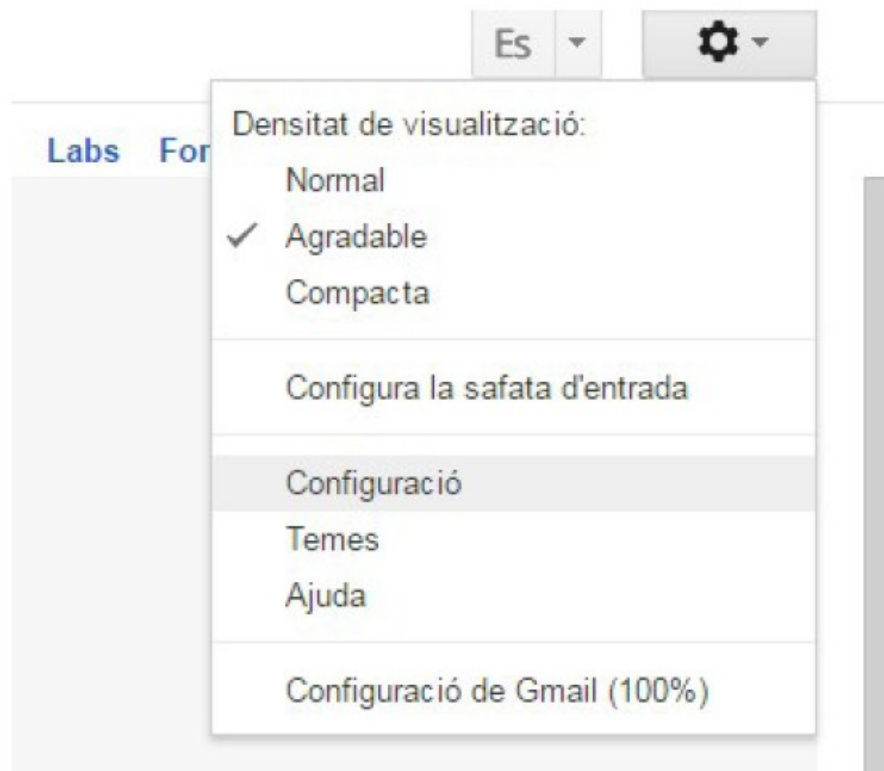 Es
Labs For
Densitat de visualització:
Normal
Agradable
Compacta
Configura la safata d'entrada
Configuració
Temes
Ajuda
Configuració de Gmail (100%)